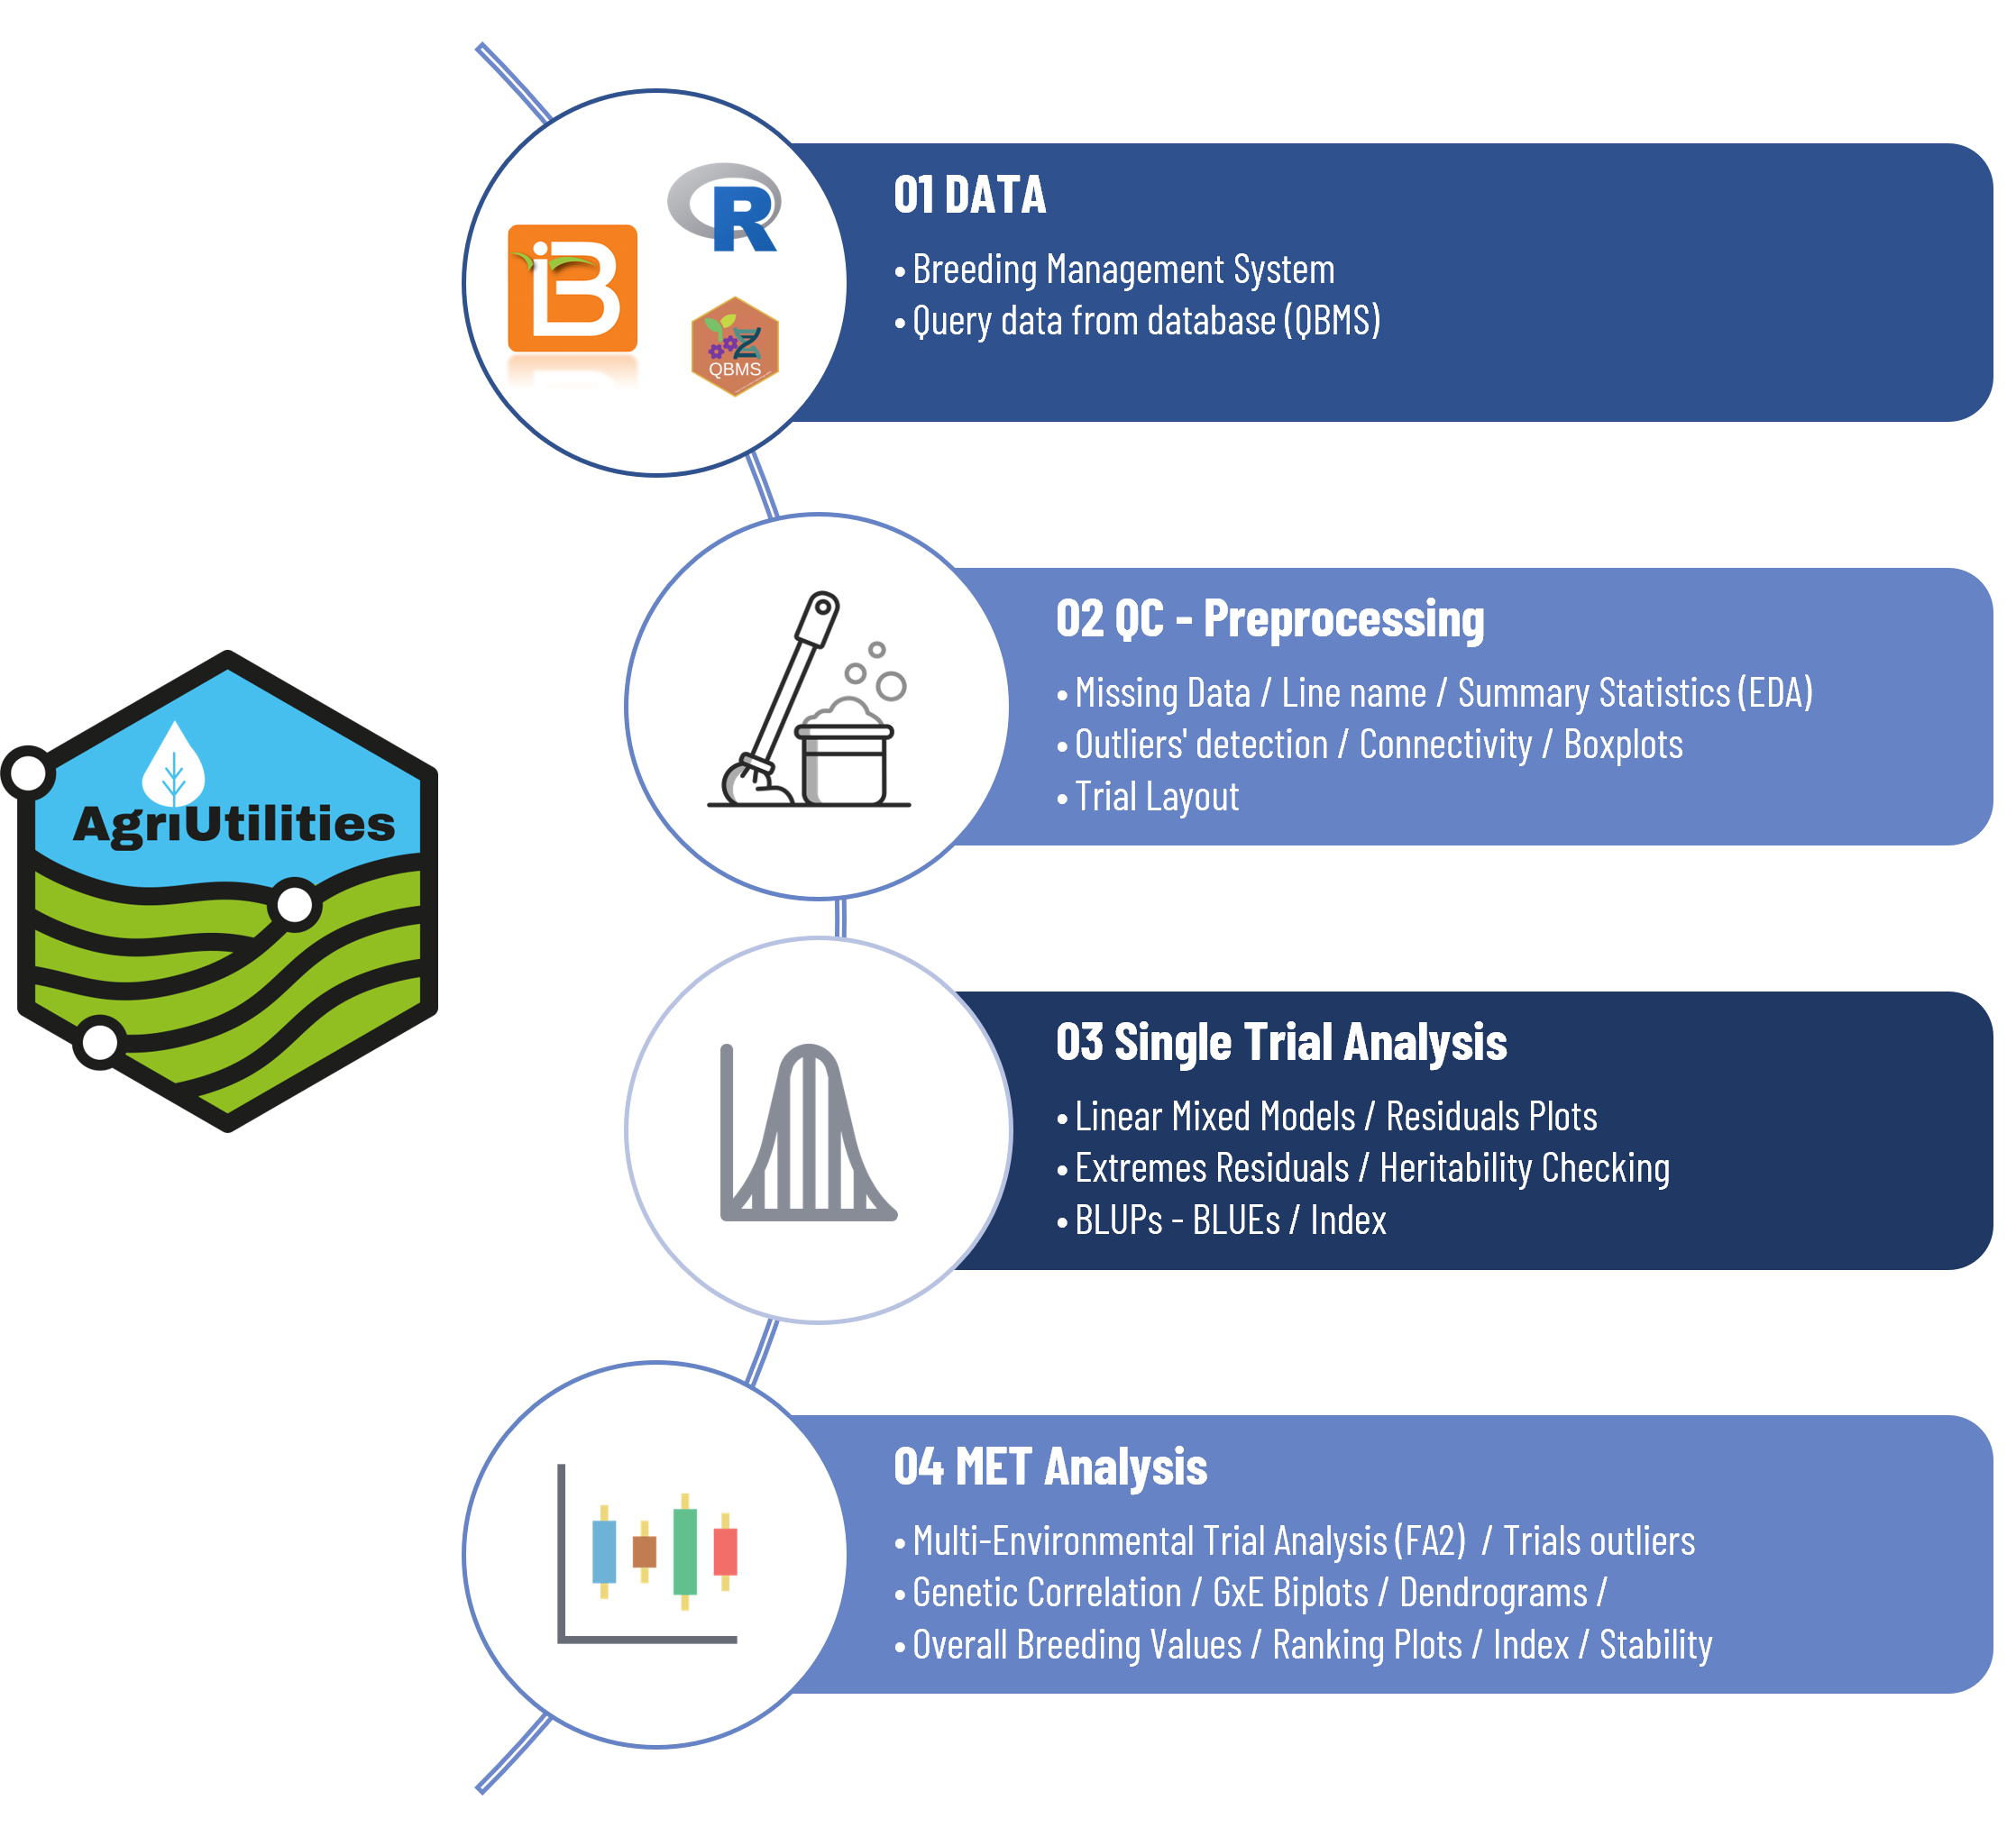 01 DATA
• Breeding Management System
• Query data from database (QBMS)
R
iB
QBMS
02 QC - Preprocessing
• Missing Data / Line name / Summary Statistics (EDA)
• Outliers' detection / Connectivity / Boxplots
• Trial Layout
AgriUtilities
03 Single Trial Analysis
• Linear Mixed Models / Residuals Plots
• Extremes Residuals / Heritability Checking
• BLUPs - BLUEs / Index
04 MET Analysis
• Multi-Environmental Trial Analysis (FA2)  / Trials outliers
• Genetic Correlation / GxE Biplots / Dendrograms /
• Overall Breeding Values / Ranking Plots / Index / Stability